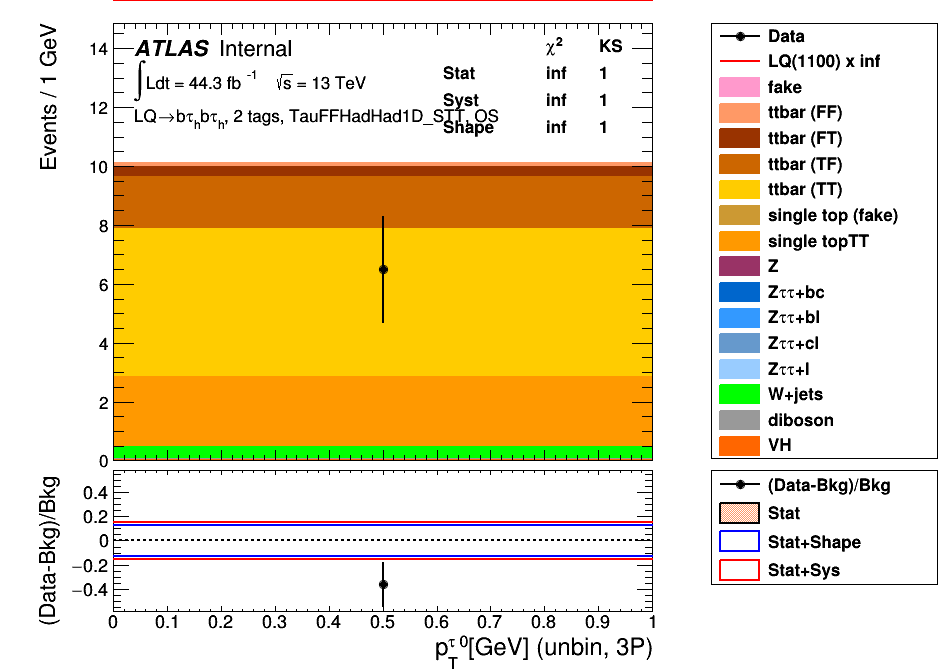 Events / 1 GeV
14
12
10
8
6
4
2
0
ATLAS Internal
∫ Ldt = 44.3 fb⁻¹ √s = 13 TeV
LQ→bτₕbτₕ, 2 tags, TauFFHadHad1D_STT, OS
χ² KS
Stat inf 1
Syst inf 1
Shape inf 1
(Data-Bkg)/Bkg
0.4
0.2
0
−0.2
−0.4
0 0.1 0.2 0.3 0.4 0.5 0.6 0.7 0.8 0.9 1
p_T^τ 0[GeV] (unbin, 3P)
Data
LQ(1100) x inf
fake
ttbar (FF)
ttbar (FT)
ttbar (TF)
ttbar (TT)
single top (fake)
single topTT
Z
Zττ+bc
Zττ+bl
Zττ+cl
Zττ+l
W+jets
diboson
VH
(Data-Bkg)/Bkg
Stat
Stat+Shape
Stat+Sys